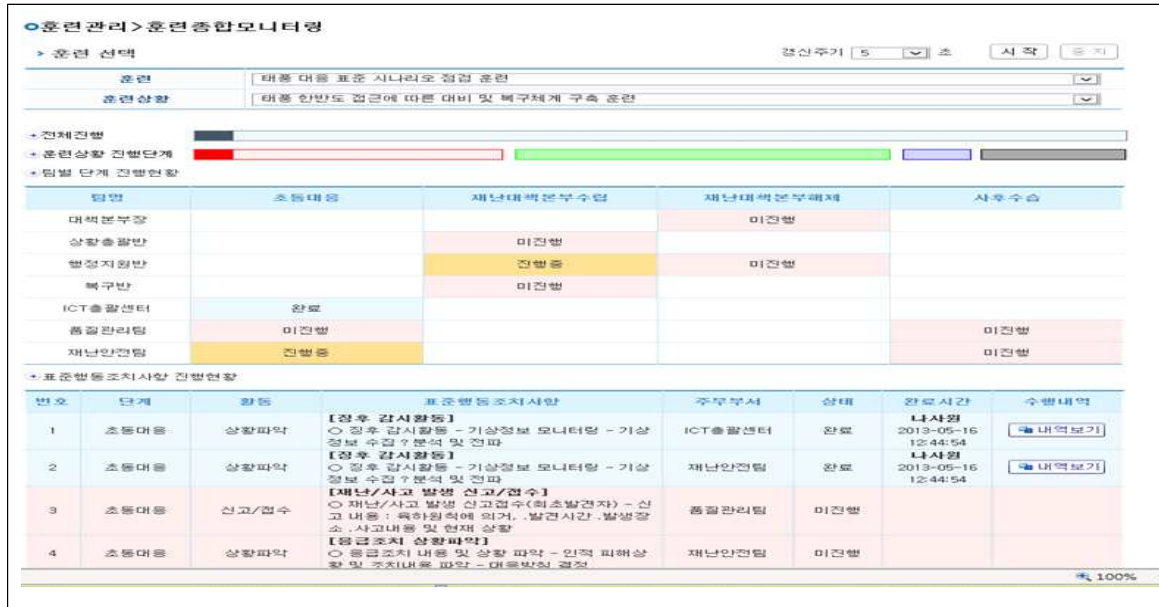 훈련관리>훈련종합모니터링
훈련 선택 갱신주기 5 초 시 작 중 지
훈련 태풍 대응 표준 시나리오 점검 훈련
훈련상황 태풍 한반도 접근에 따른 대비 및 복구체계 구축 훈련
전체진행
훈련상황 진행단계
팀별 단계 진행현황
팀명 초동대응 재난대책본부수립 재난대책본부해제 사후수습
대책본부장 미진행
상황총괄반 미진행
행정지원반 진행중 미진행
복구반 미진행
ICT총괄센터 완료
품질관리팀 미진행 미진행
재난안전팀 진행중 미진행
표준행동조치사항 진행현황
번호 단계 활동 표준행동조치사항 주무부서 상태 완료시간 수행내역
1 초동대응 상황파악 [징후 감시활동]
○ 징후 감시활동 - 기상정보 모니터링 - 기상
정보 수집?분석 및 전파 ICT총괄센터 완료 나사원
2013-05-16
12:44:54 내역보기
2 초동대응 상황파악 [징후 감시활동]
○ 징후 감시활동 - 기상정보 모니터링 - 기상
정보 수집?분석 및 전파 재난안전팀 완료 나사원
2013-05-16
12:44:54 내역보기
3 초동대응 신고/접수 [재난/사고 발생 신고/접수]
○ 재난/사고 발생 신고접수(최초발견자) - 신
고 내용 : 육하원칙에 의거, .발견시간 .발생장
소 .사고내용 및 현재 상황 품질관리팀 미진행
4 초동대응 상황파악 [응급조치 상황파악]
○ 응급조치 내용 및 상황 파악 - 인적 피해상
황 및 조치내용 파악 - 대응방침 결정 재난안전팀 미진행
100%